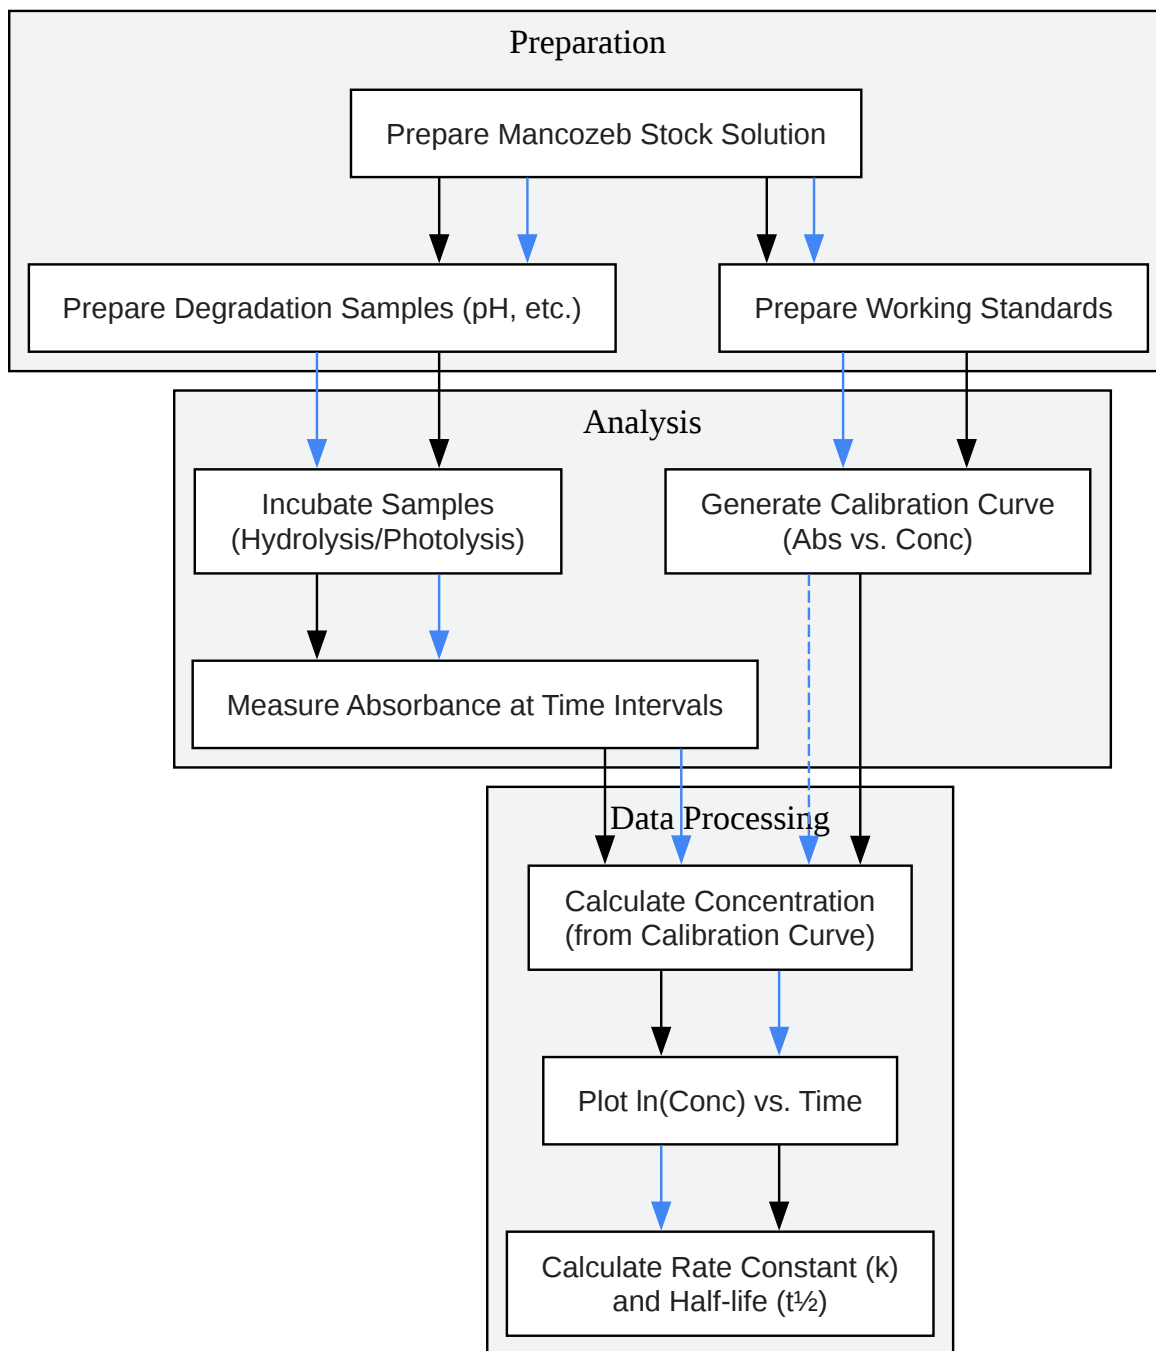 Preparation
Prepare Mancozeb Stock Solution
Prepare Degradation Samples (pH, etc.)
Prepare Working Standards
Analysis
Incubate Samples
(Hydrolysis/Photolysis)
Generate Calibration Curve
(Abs vs. Conc)
Measure Absorbance at Time Intervals
Data Processing
Calculate Concentration
(from Calibration Curve)
Plot ln(Conc) vs. Time
Calculate Rate Constant (k)
and Half-life (t½)